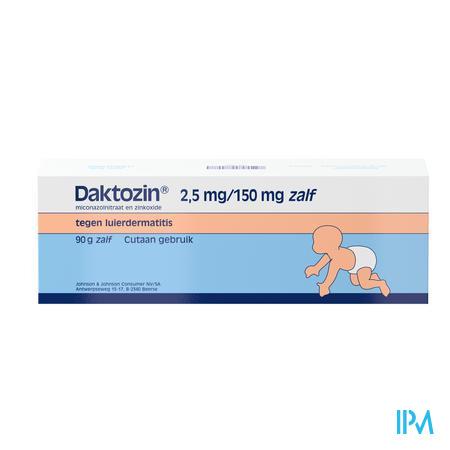 Daktozin® 2,5 mg/150 mg zalf
miconazolnitraat en zinkoxide
tegen luierdermatitis
90 g zalf Cutaan gebruik
Johnson & Johnson Consumer NV/SA
Antwerpseweg 15-17, B-2340 Beerse
IPM